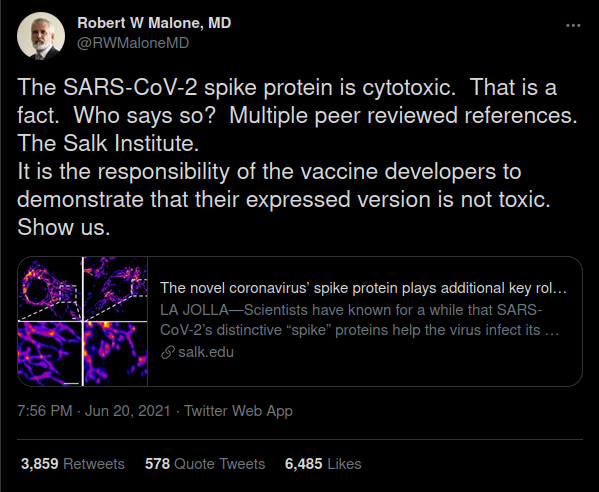 Robert W Malone, MD
@RWMaloneMD
The SARS-CoV-2 spike protein is cytotoxic.  That is a
fact.  Who says so?  Multiple peer reviewed references.
The Salk Institute.
It is the responsibility of the vaccine developers to
demonstrate that their expressed version is not toxic.
Show us.
The novel coronavirus’ spike protein plays additional key rol…
LA JOLLA—Scientists have known for a while that SARS-
CoV-2’s distinctive “spike” proteins help the virus infect its …
salk.edu
7:56 PM · Jun 20, 2021 · Twitter Web App
3,859 Retweets 578 Quote Tweets 6,485 Likes